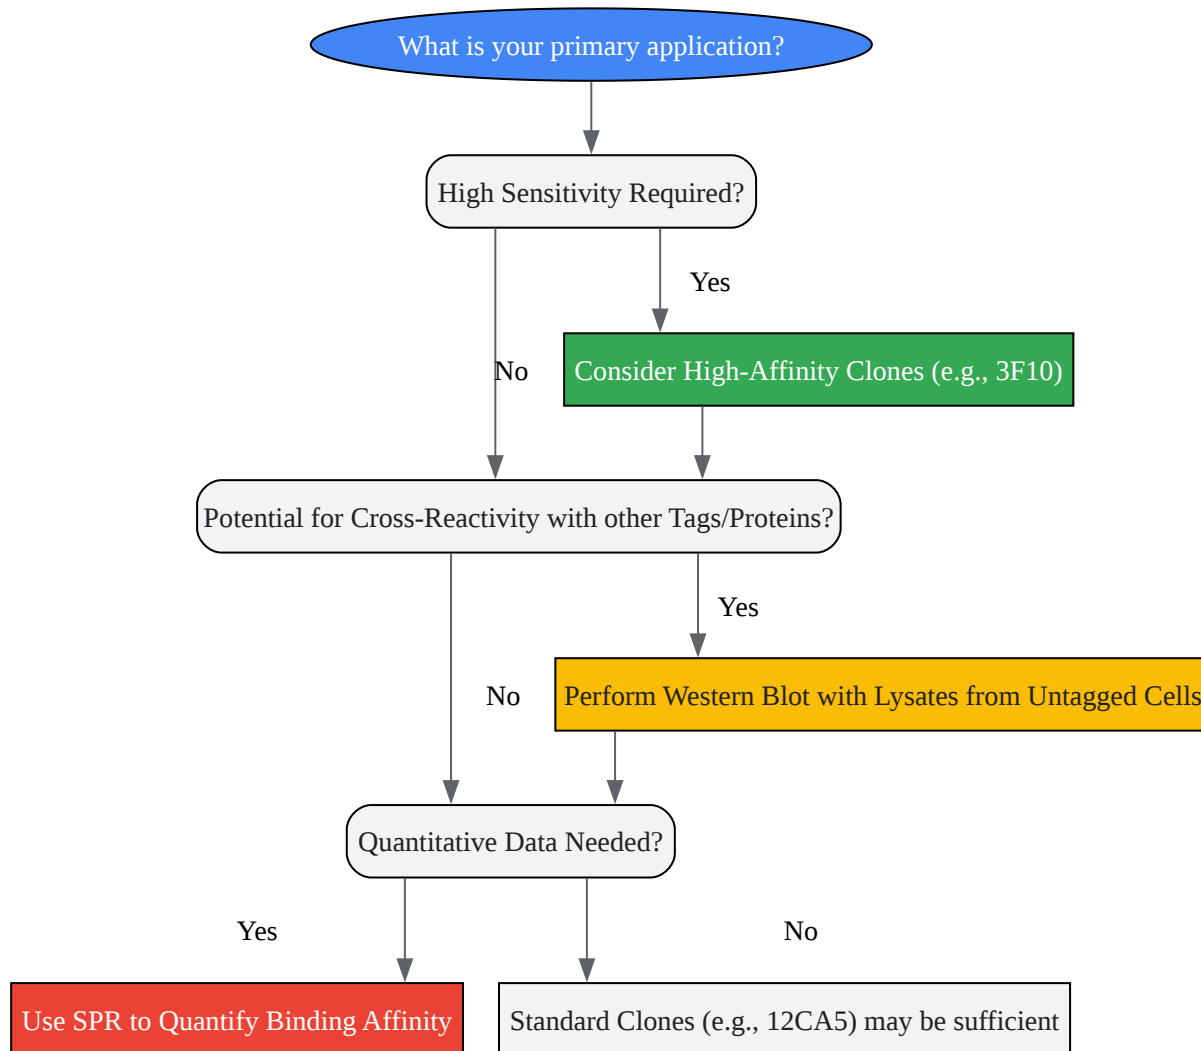 What is your primary application?
High Sensitivity Required?
Yes
No
Consider High-Affinity Clones (e.g., 3F10)
Potential for Cross-Reactivity with other Tags/Proteins?
Yes
No
Perform Western Blot with Lysates from Untagged Cells
Quantitative Data Needed?
Yes
No
Use SPR to Quantify Binding Affinity
Standard Clones (e.g., 12CA5) may be sufficient